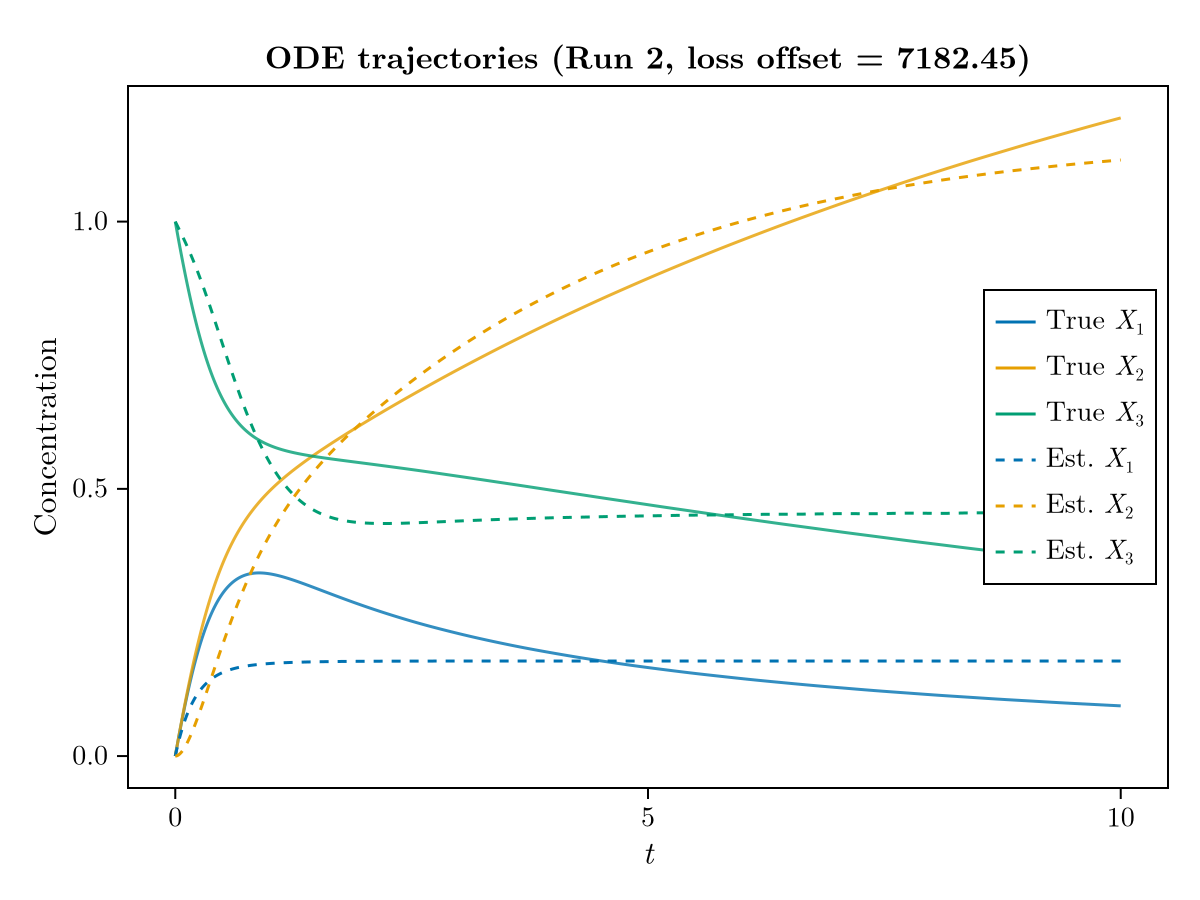 ODE trajectories (Run 2, loss offset = 7182.45)
Concentration
1.0
0.5
0.0
0
5
10
t
True X₁
True X₂
True X₃
Est. X₁
Est. X₂
Est. X₃